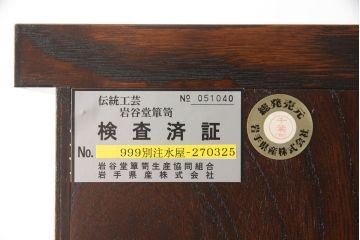 伝統工芸 № 051040
岩谷堂簞笥
検査済証
No. 999別注水屋-270325
岩谷堂簞笥生産協同組合
岩手県産株式会社
総発売元
岩手県産株式会社